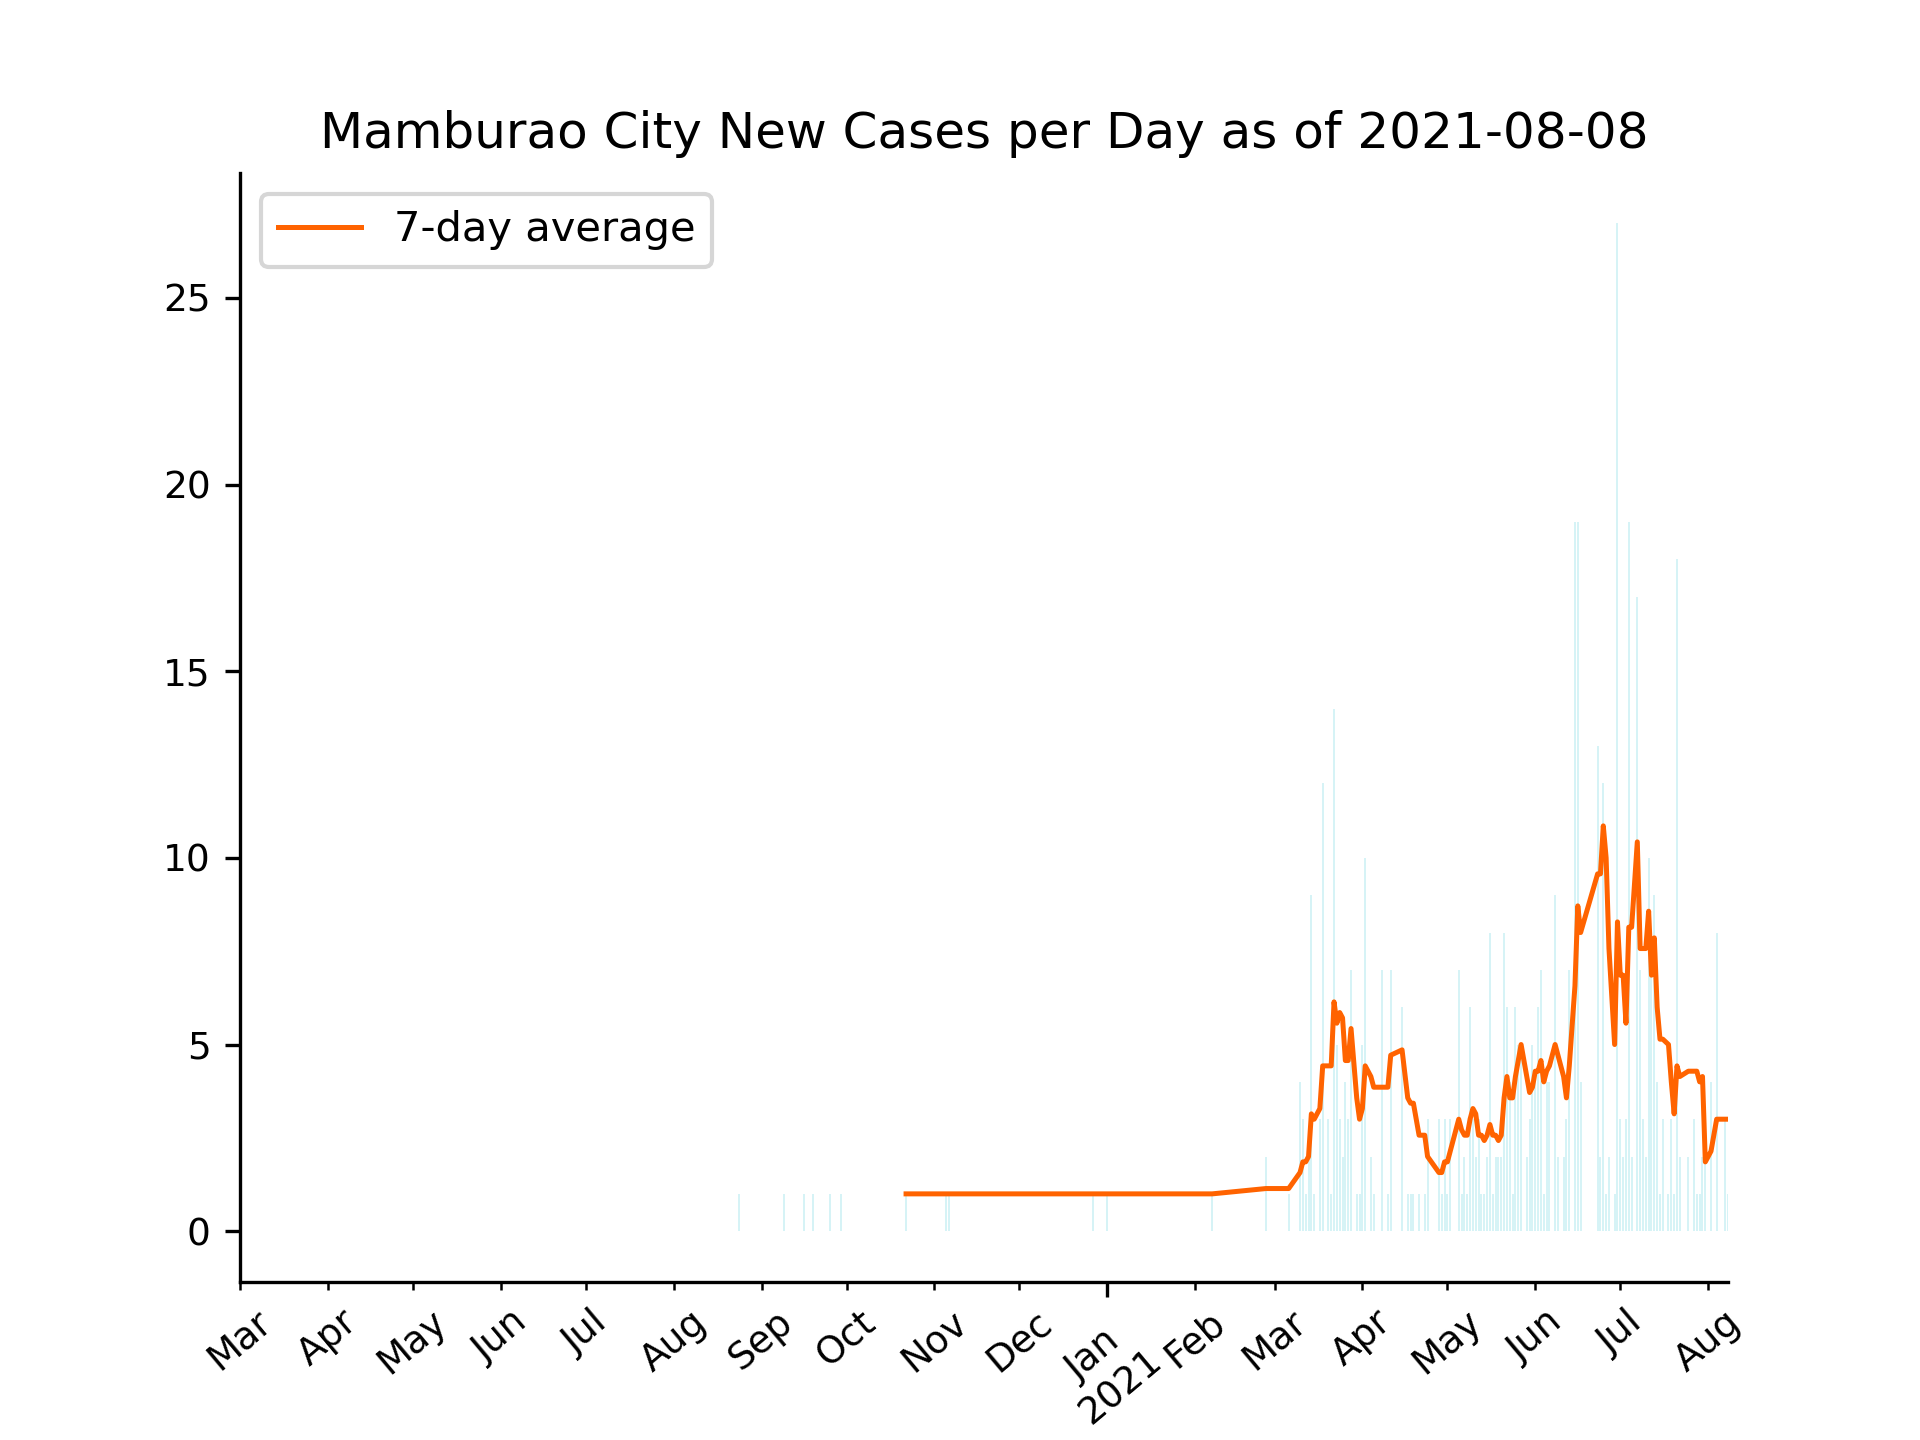 Mamburao City New Cases per Day as of 2021-08-08
7-day average
25
20
15
10
5
0
Mar Apr May Jun Jul Aug Sep Oct Nov Dec Jan Feb Mar Apr May Jun Jul Aug
2021